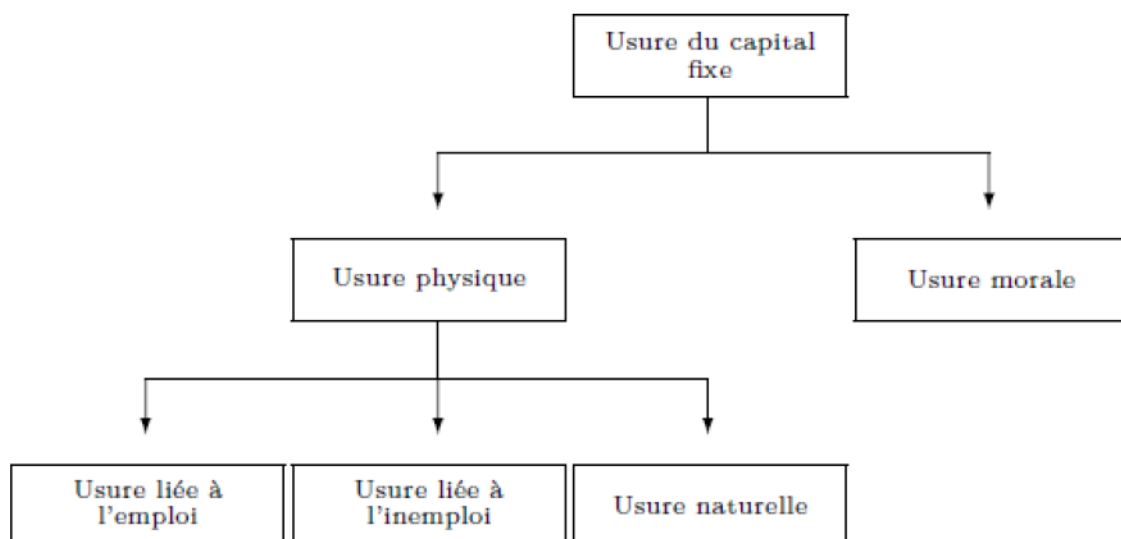 Usure du capital
fixe
Usure physique
Usure morale
Usure liée à
l'emploi
Usure liée à
l'inemploi
Usure naturelle